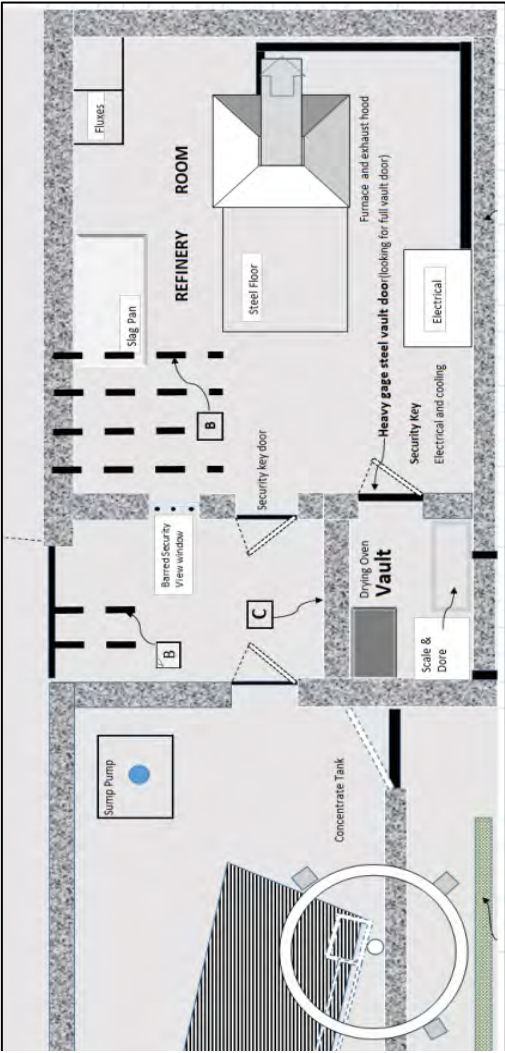 Fluxes
REFINERY ROOM
Slag Pan
Steel Floor
Furnace and exhaust hood
Electrical
Heavy gage steel vault door(looking for full vault door)
Security Key
Electrical and cooling
B
Security key door
Barred Security
View window
B
C
Drying Oven
Vault
Scale &
Dore
Sump Pump
Concentrate Tank